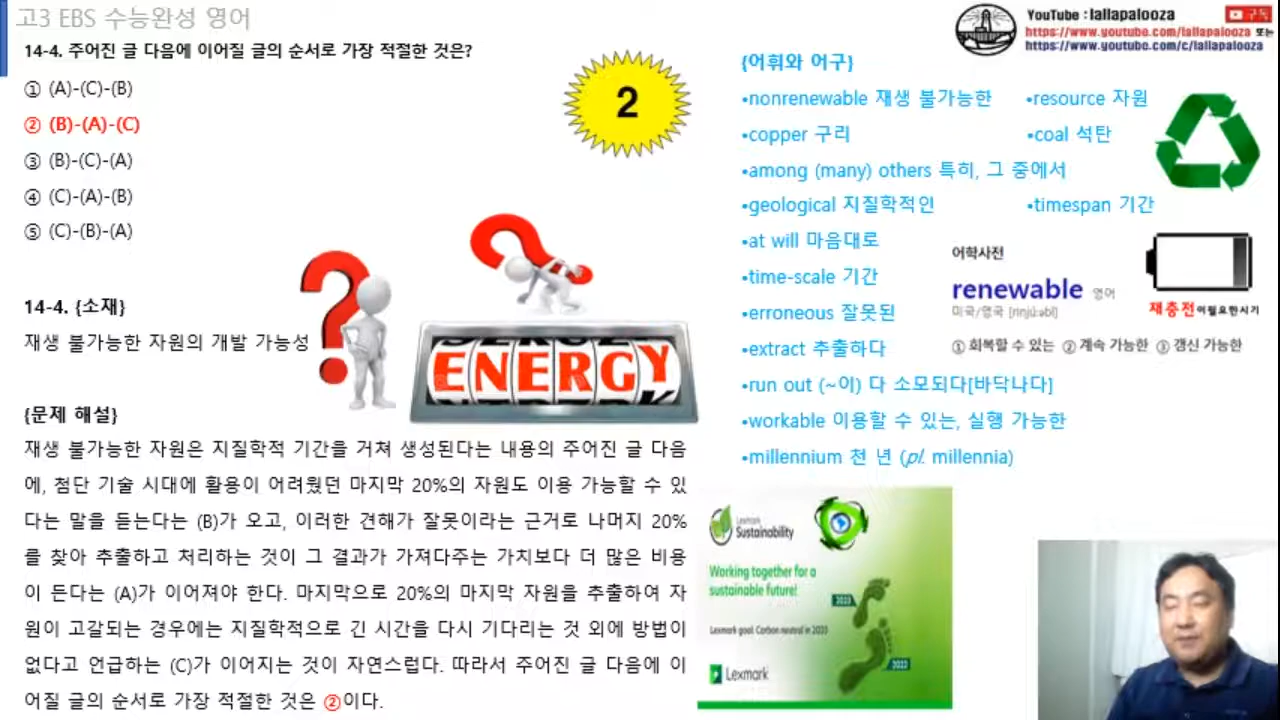 고3 EBS 수능완성 영어
14-4. 주어진 글 다음에 이어질 글의 순서로 가장 적절한 것은?
① (A)-(C)-(B)
② (B)-(A)-(C)
③ (B)-(C)-(A)
④ (C)-(A)-(B)
⑤ (C)-(B)-(A)
2
14-4. {소재}
재생 불가능한 자원의 개발 가능성
ENERGY
{문제 해설}
재생 불가능한 자원은 지질학적 기간을 거쳐 생성된다는 내용의 주어진 글 다음
에, 첨단 기술 시대에 활용이 어려웠던 마지막 20%의 자원도 이용 가능할 수 있
다는 말을 듣는다는 (B)가 오고, 이러한 견해가 잘못이라는 근거로 나머지 20%
를 찾아 추출하고 처리하는 것이 그 결과가 가져다주는 가치보다 더 많은 비용
이 든다는 (A)가 이어져야 한다. 마지막으로 20%의 마지막 자원을 추출하여 자
원이 고갈되는 경우에는 지질학적으로 긴 시간을 다시 기다리는 것 외에 방법이
없다고 언급하는 (C)가 이어지는 것이 자연스럽다. 따라서 주어진 글 다음에 이
어질 글의 순서로 가장 적절한 것은 ②이다.
YouTube : lallapalooza 구독
https://www.youtube.com/lallapalooza 또는
https://www.youtube.com/c/lallapalooza
{어휘와 어구}
•nonrenewable 재생 불가능한 •resource 자원
•copper 구리 •coal 석탄
•among (many) others 특히, 그 중에서
•geological 지질학적인 •timespan 기간
•at will 마음대로
•time-scale 기간
•erroneous 잘못된
•extract 추출하다
•run out (~이) 다 소모되다[바닥나다]
•workable 이용할 수 있는, 실행 가능한
•millennium 천 년 (pl. millennia)
어학사전
renewable 영어
미국/영국 [rɪnjúːəbl]
① 회복할 수 있는 ② 계속 가능한 ③ 갱신 가능한
재충전이필요한시기
Lexmark
Sustainability
Working together for a
sustainable future!
Lexmark goal: Carbon neutral in 2035
2022
Lexmark